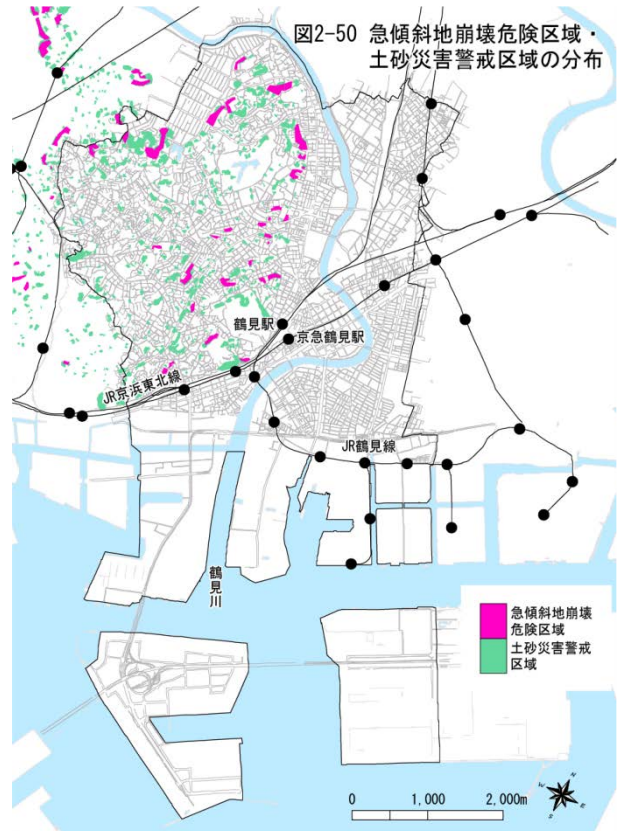 図2-50 急傾斜地崩壊危険区域・
土砂災害警戒区域の分布
鶴見駅
京急鶴見駅
JR京浜東北線
JR鶴見線
鶴見川
急傾斜地崩壊
危険区域
土砂災害警戒
区域
N
E
S
W
0 1,000 2,000m